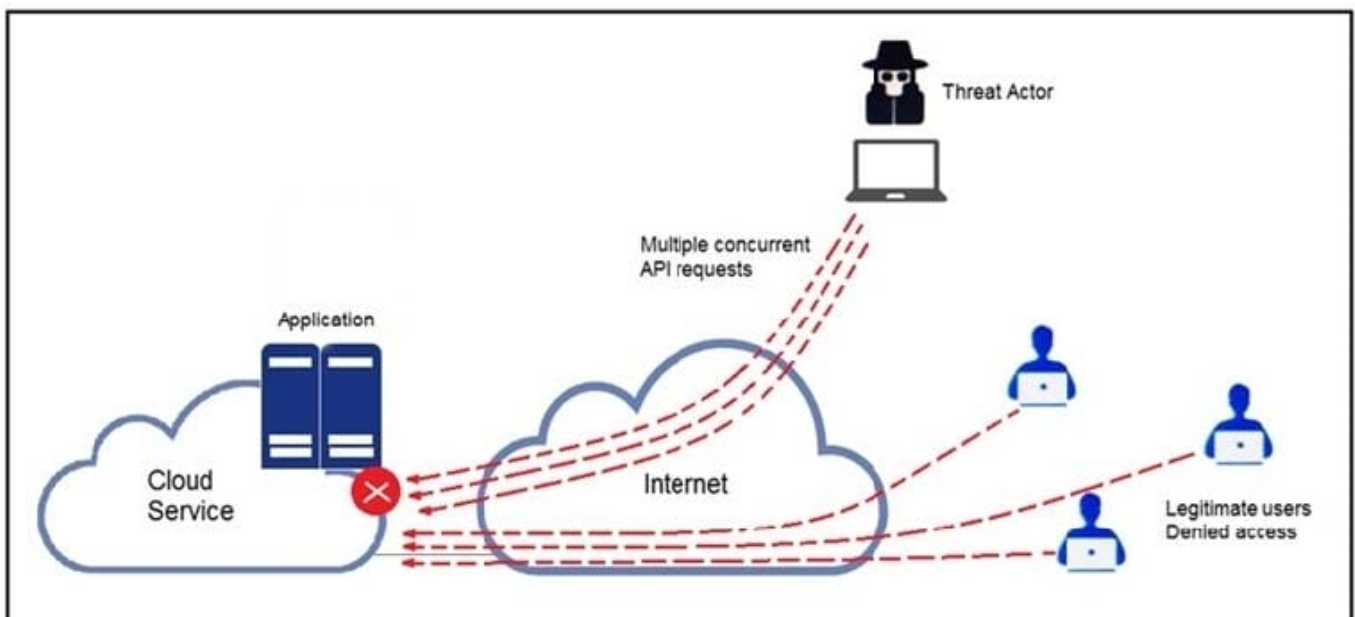 Threat Actor
Multiple concurrent
API requests
Application
Cloud
Service
Internet
Legitimate users
Denied access